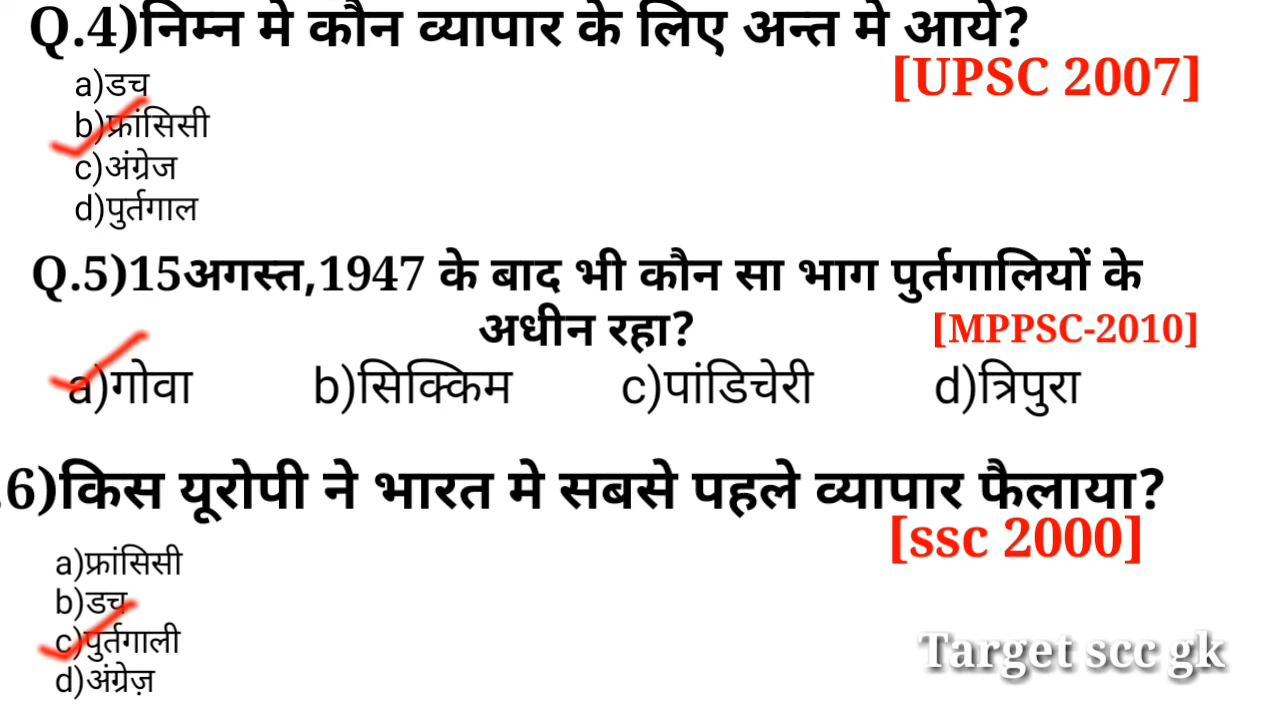 Q.4)निम्न मे कौन व्यापार के लिए अन्त मे आये?
[UPSC 2007]
a)डच
b)फ्रांसिसी
c)अंग्रेज
d)पुर्तगाल
Q.5)15अगस्त,1947 के बाद भी कौन सा भाग पुर्तगालियों के
अधीन रहा?
[MPPSC-2010]
a)गोवा b)सिक्किम c)पांडिचेरी d)त्रिपुरा
.6)किस यूरोपी ने भारत मे सबसे पहले व्यापार फैलाया?
[ssc 2000]
a)फ्रांसिसी
b)डच
c)पुर्तगाली
d)अंग्रेज़
Target scc gk